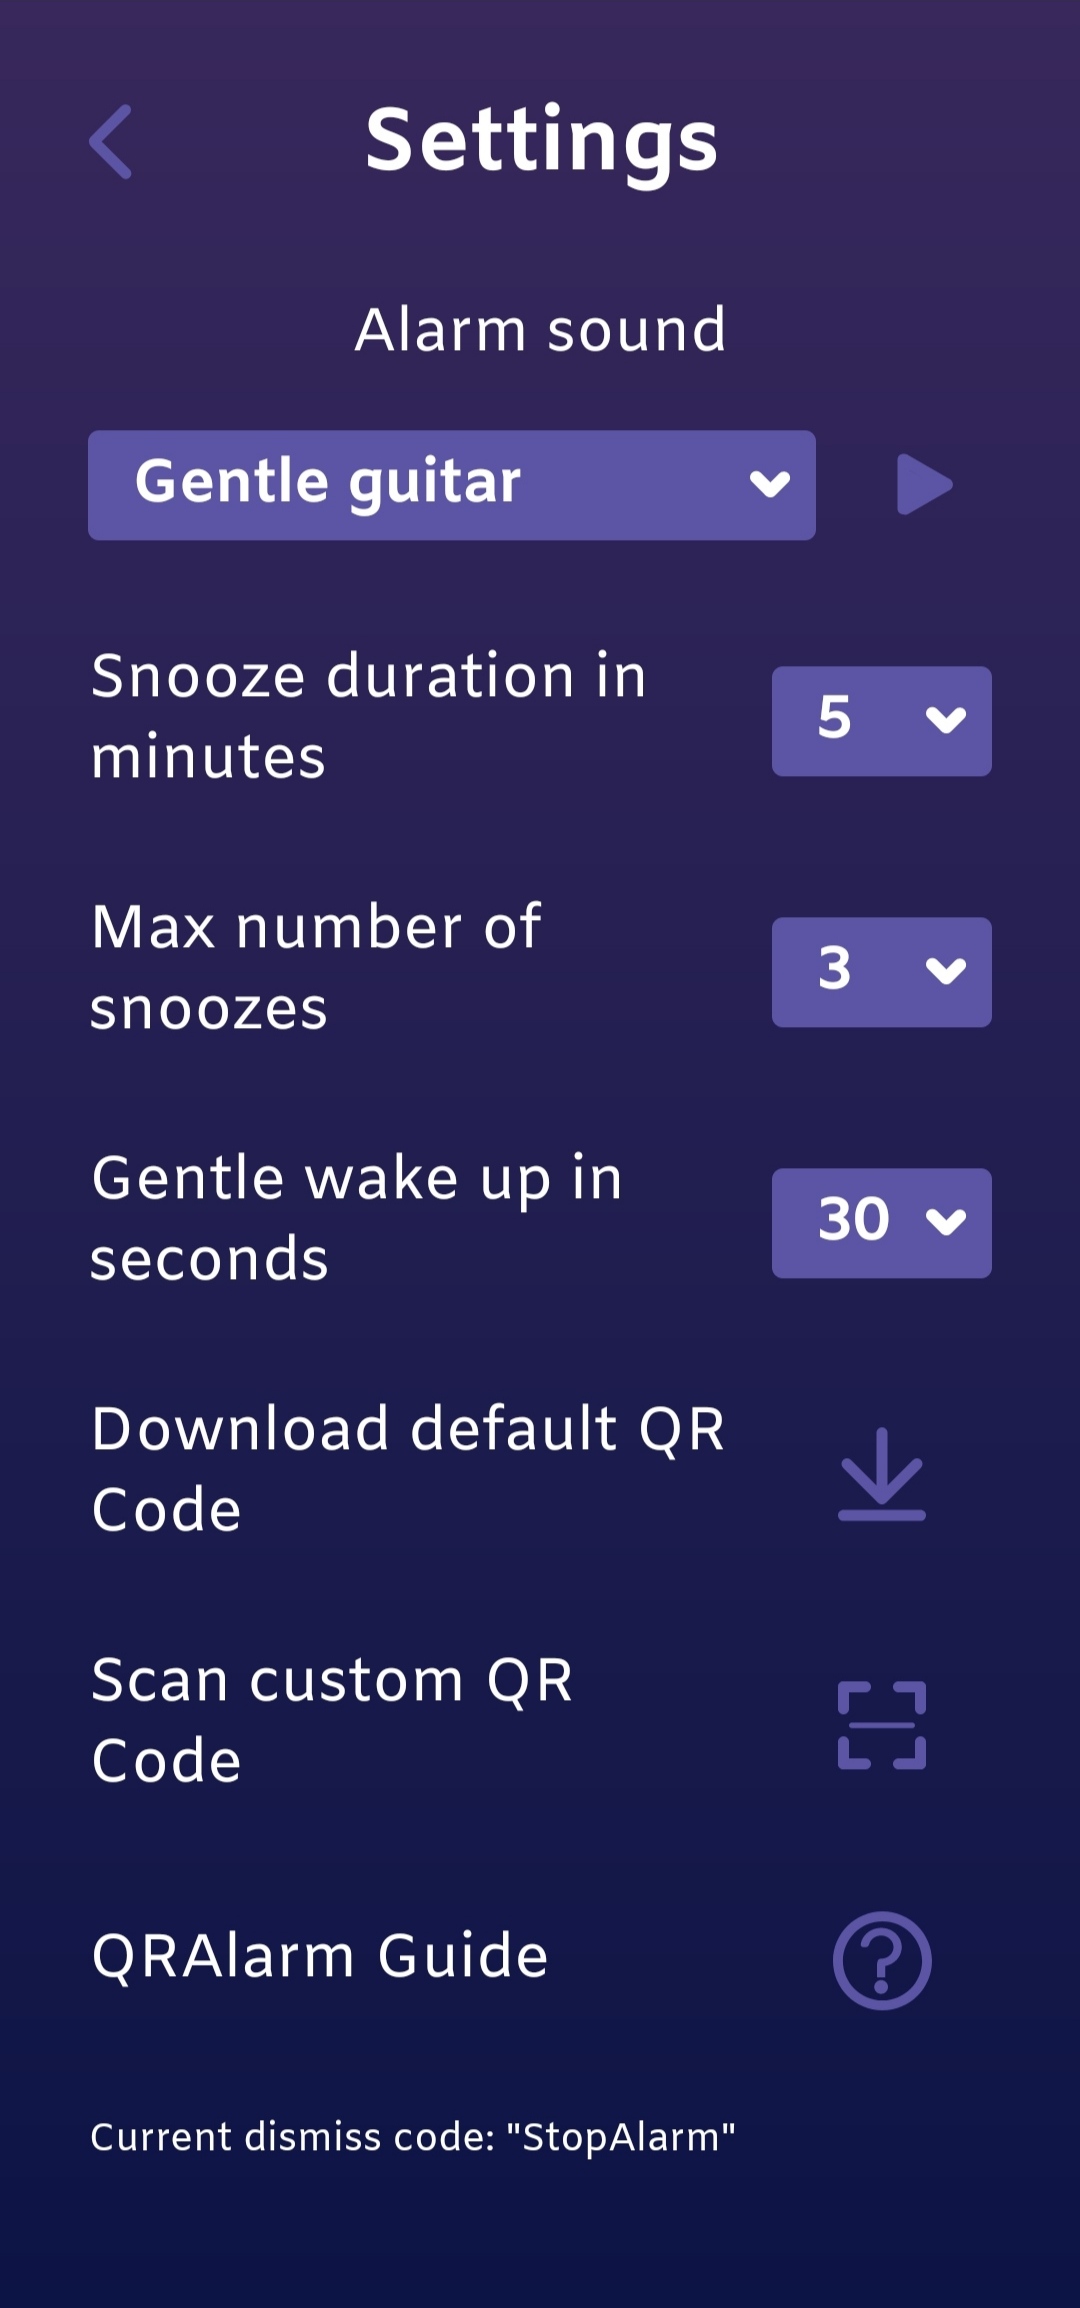 Settings
Alarm sound
Gentle guitar
Snooze duration in
minutes
5
Max number of
snoozes
3
Gentle wake up in
seconds
30
Download default QR
Code
Scan custom QR
Code
QRAlarm Guide
Current dismiss code: "StopAlarm"